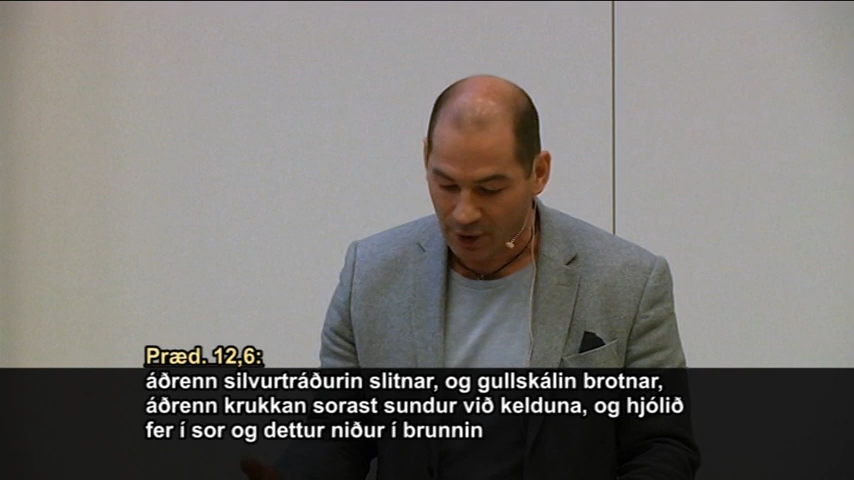 Præd. 12,6:
áðrenn silvurtráðurin slitnar, og gullskálin brotnar,
áðrenn krukkan sorast sundur við kelduna, og hjólið
fer í sor og dettur niður í brunnin